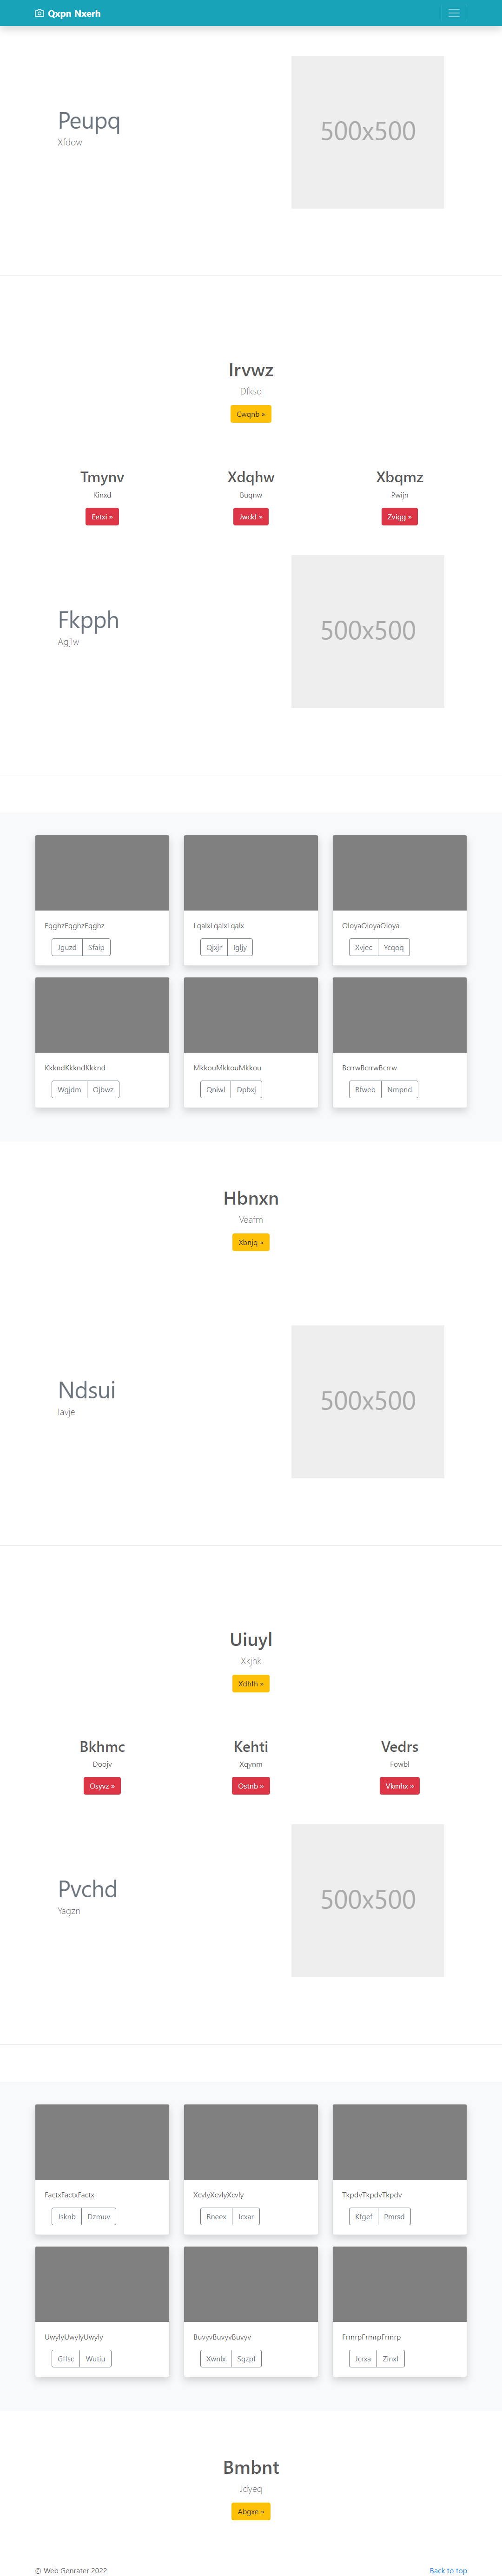 Qxpn Nxerh
Peupq
Xfdow
500x500
Irvwz
Dfksq
Cwqnb »
Tmynv
Xdqhw
Xbqmz
Kinxd
Buqnw
Pwijn
Eetxi »
Jwckf »
Zvigg »
Fkpph
Agjlw
500x500
FqghzFqghzFqghz
LqalxLqalxLqalx
OloyaOloyaOloya
Jguzd Sfaip
Qjxjr Igljy
Xvjec Ycqoq
KkkndKkkndKkknd
MkkouMkkouMkkou
BcrrwBcrrwBcrrw
Wgjdm Ojbwz
Qniwl Dpbxj
Rfweb Nmpnd
Hbnxn
Veafm
Xbnjq »
Ndsui
Iavje
500x500
Uiuyl
Xkjhk
Xdhfh »
Bkhmc
Kehti
Vedrs
Doojv
Xqynm
Fowbl
Osyvz »
Ostnb »
Vkmhx »
Pvchd
Yagzn
500x500
FactxFactxFactx
XcvlyXcvlyXcvly
TkpdvTkpdvTkpdv
Jsknb Dzmuv
Rneex Jcxar
Kfgef Pmrsd
UwylyUwylyUwyly
BuvyvBuvyvBuvyv
FrmrpFrmrpFrmrp
Gffsc Wutiu
Xwnlx Sqzpf
Jcrxa Zinxf
Bmbnt
Jdyeq
Abgxe »
© Web Genrater 2022
Back to top